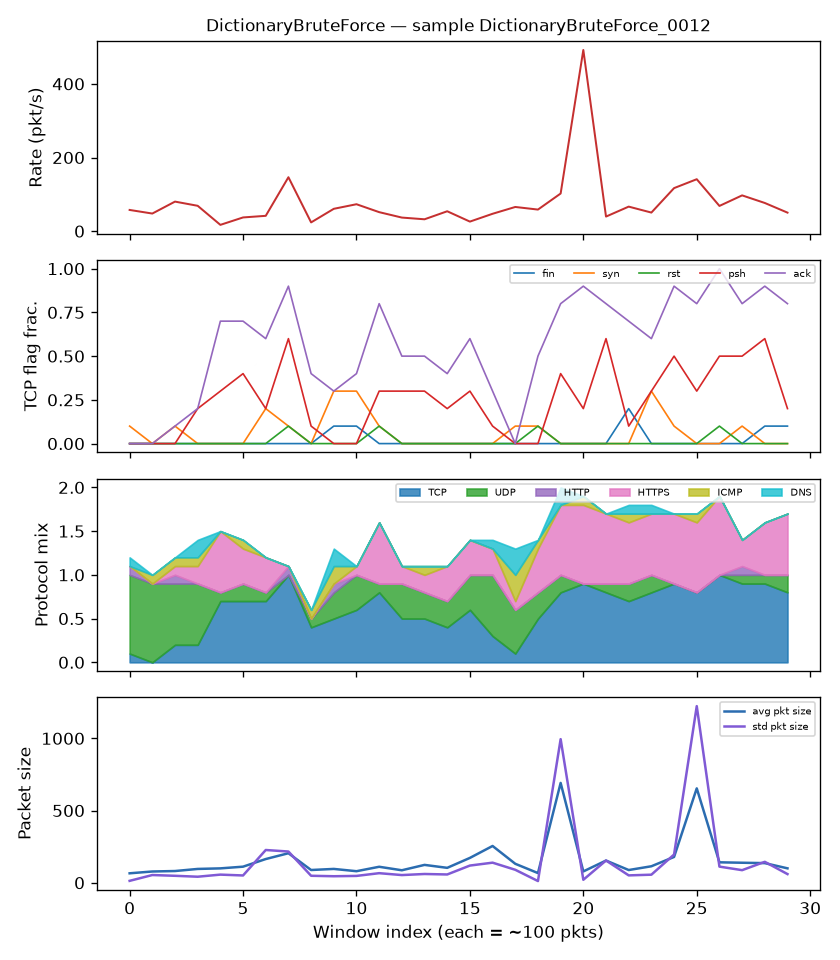 DictionaryBruteForce — sample DictionaryBruteForce_0012
Rate (pkt/s)
400
200
0
TCP flag frac.
1.00
0.75
0.50
0.25
0.00
fin syn rst psh ack
Protocol mix
2.0
1.5
1.0
0.5
0.0
TCP UDP HTTP HTTPS ICMP DNS
Packet size
1000
500
0
avg pkt size
std pkt size
0 5 10 15 20 25 30
Window index (each = ~100 pkts)